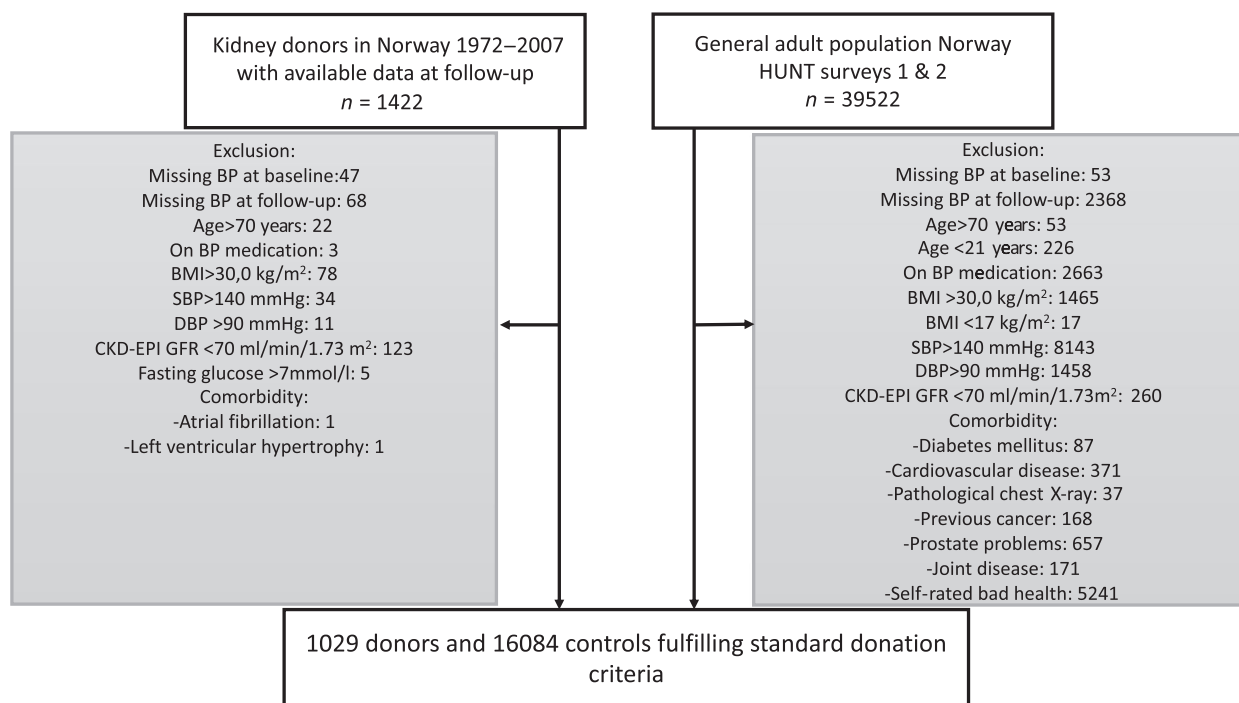 Kidney donors in Norway 1972–2007
with available data at follow-up
n = 1422
General adult population Norway
HUNT surveys 1 & 2
n = 39522
Exclusion:
Missing BP at baseline:47
Missing BP at follow-up: 68
Age>70 years: 22
On BP medication: 3
BMI>30,0 kg/m²: 78
SBP>140 mmHg: 34
DBP >90 mmHg: 11
CKD-EPI GFR <70 ml/min/1.73 m²: 123
Fasting glucose >7mmol/l: 5
Comorbidity:
-Atrial fibrillation: 1
-Left ventricular hypertrophy: 1
Exclusion:
Missing BP at baseline: 53
Missing BP at follow-up: 2368
Age>70 years: 53
Age <21 years: 226
On BP medication: 2663
BMI >30,0 kg/m²: 1465
BMI <17 kg/m²: 17
SBP>140 mmHg: 8143
DBP>90 mmHg: 1458
CKD-EPI GFR <70 ml/min/1.73m²: 260
Comorbidity:
-Diabetes mellitus: 87
-Cardiovascular disease: 371
-Pathological chest X-ray: 37
-Previous cancer: 168
-Prostate problems: 657
-Joint disease: 171
-Self-rated bad health: 5241
1029 donors and 16084 controls fulfilling standard donation
criteria